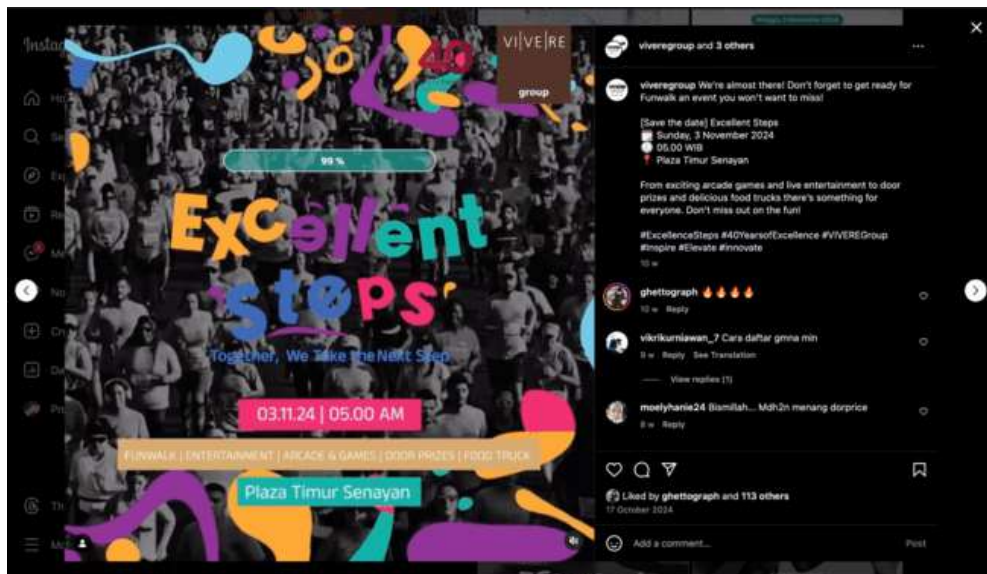 40
VI|VE|RE
group
99 %
Excellent
Steps
Together, We Take the Next Step
03.11.24 | 05.00 AM
FUNWALK | ENTERTAINMENT | ARCADE & GAMES | DOOR PRIZES | FOOD TRUCK
Plaza Timur Senayan
viveregroup and 3 others
viveregroup We're almost there! Don't forget to get ready for
Funwalk an event you won't want to miss!
[Save the date] Excellent Steps
Sunday, 3 November 2024
05.00 WIB
Plaza Timur Senayan
From exciting arcade games and live entertainment to door
prizes and delicious food trucks there's something for
everyone. Don't miss out on the fun!
#ExcellenceSteps #40YearsofExcellence #VIVEREGroup
#Inspire #Elevate #Innovate
10 w
ghettograph
10 w Reply
vikrikurniawan_7 Cara daftar gmna min
9 w Reply See Translation
View replies (1)
moelyhanie24 Bismillah... Mdh2n menang dorprice
8 w Reply
Liked by ghettograph and 113 others
17 October 2024
Add a comment...
Post